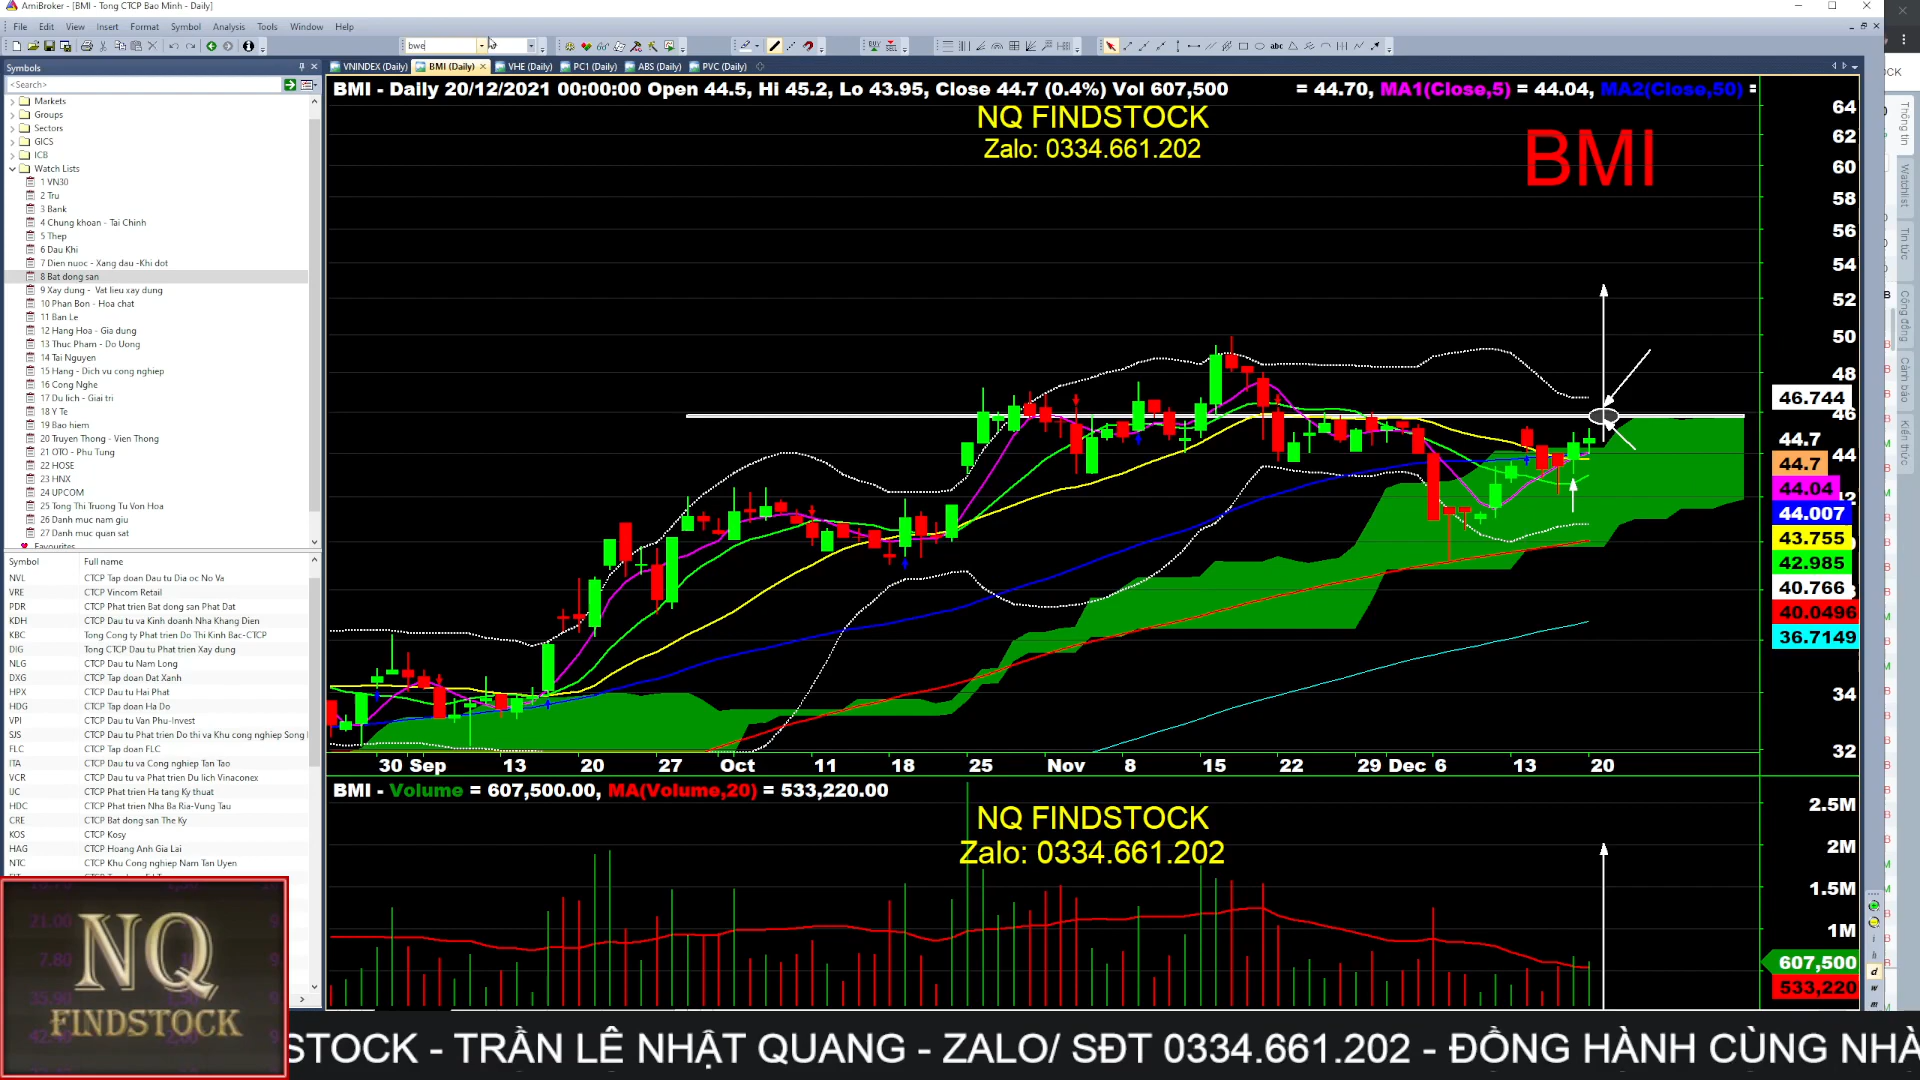 AmiBroker - [BMI - Tong CTCP Bao Minh - Daily]
File Edit View Insert Format Symbol Analysis Tools Window Help
bwe
Symbols
VNINDEX (Daily) BMI (Daily) VHE (Daily) PC1 (Daily) ABS (Daily) PVC (Daily)
<Search>
Markets
Groups
Sectors
GICS
ICB
Watch Lists
1 VN30
2 Tru
3 Bank
4 Chung khoan - Tai Chinh
5 Thep
6 Dau Khi
7 Dien nuoc - Xang dau -Khi dot
8 Bat dong san
9 Xay dung - Vat lieu xay dung
10 Phan Bon - Hoa chat
11 Ban Le
12 Hang Hoa - Gia dung
13 Thuc Pham - Do Uong
14 Tai Nguyen
15 Hang - Dich vu cong nghiep
16 Cong Nghe
17 Du lich - Giai tri
18 Y Te
19 Bao hiem
20 Truyen Thong - Vien Thong
21 OTO - Phu Tung
22 HOSE
23 HNX
24 UPCOM
25 Tong Thi Truong Tu Von Hoa
26 Danh muc nam giu
27 Danh muc quan sat
Favourites
Symbol Full name
NVL CTCP Tap doan Dau tu Dia oc No Va
VRE CTCP Vincom Retail
PDR CTCP Phat trien Bat dong san Phat Dat
KDH CTCP Dau tu va Kinh doanh Nha Khang Dien
KBC Tong Cong ty Phat trien Do Thi Kinh Bac-CTCP
DIG Tong CTCP Dau tu Phat trien Xay dung
NLG CTCP Dau tu Nam Long
DXG CTCP Tap doan Dat Xanh
HPX CTCP Dau tu Hai Phat
HDG CTCP Tap doan Ha Do
VPI CTCP Dau tu Van Phu-Invest
SJS CTCP Dau tu Phat trien Do thi va Khu cong nghiep Song
FLC CTCP Tap doan FLC
ITA CTCP Dau tu va Cong nghiep Tan Tao
VCR CTCP Dau tu va Phat trien Du lich Vinaconex
IJC CTCP Phat trien Ha tang Ky thuat
HDC CTCP Phat trien Nha Ba Ria-Vung Tau
CRE CTCP Bat dong san The Ky
KOS CTCP Kosy
HAG CTCP Hoang Anh Gia Lai
NTC CTCP Khu Cong nghiep Nam Tan Uyen
BMI - Daily 20/12/2021 00:00:00 Open 44.5, Hi 45.2, Lo 43.95, Close 44.7 (0.4%) Vol 607,500 = 44.70, MA1(Close,5) = 44.04, MA2(Close,50) =
NQ FINDSTOCK
Zalo: 0334.661.202
BMI
64
62
60
58
56
54
52
50
48
46.744
46
44.7
44.7
44
44.04
44.007
43.755
42.985
40.766
40.0496
36.7149
34
32
30 Sep 13 20 27 Oct 11 18 25 Nov 8 15 22 29 Dec 6 13 20
BMI - Volume = 607,500.00, MA(Volume,20) = 533,220.00
NQ FINDSTOCK
Zalo: 0334.661.202
2.5M
2M
1.5M
1M
607,500
533,220
Thông tin
Watchlist
Tin tức
Cộng đồng
Cảnh báo
Kiến thức
NQ
FINDSTOCK
STOCK - TRẦN LÊ NHẬT QUANG - ZALO/ SĐT 0334.661.202 - ĐỒNG HÀNH CÙNG NHÀ